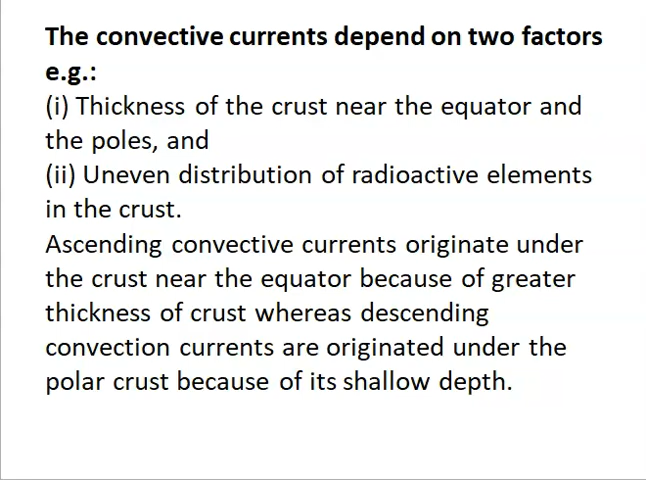 The convective currents depend on two factors
e.g.:
(i) Thickness of the crust near the equator and
the poles, and
(ii) Uneven distribution of radioactive elements
in the crust.
Ascending convective currents originate under
the crust near the equator because of greater
thickness of crust whereas descending
convection currents are originated under the
polar crust because of its shallow depth.